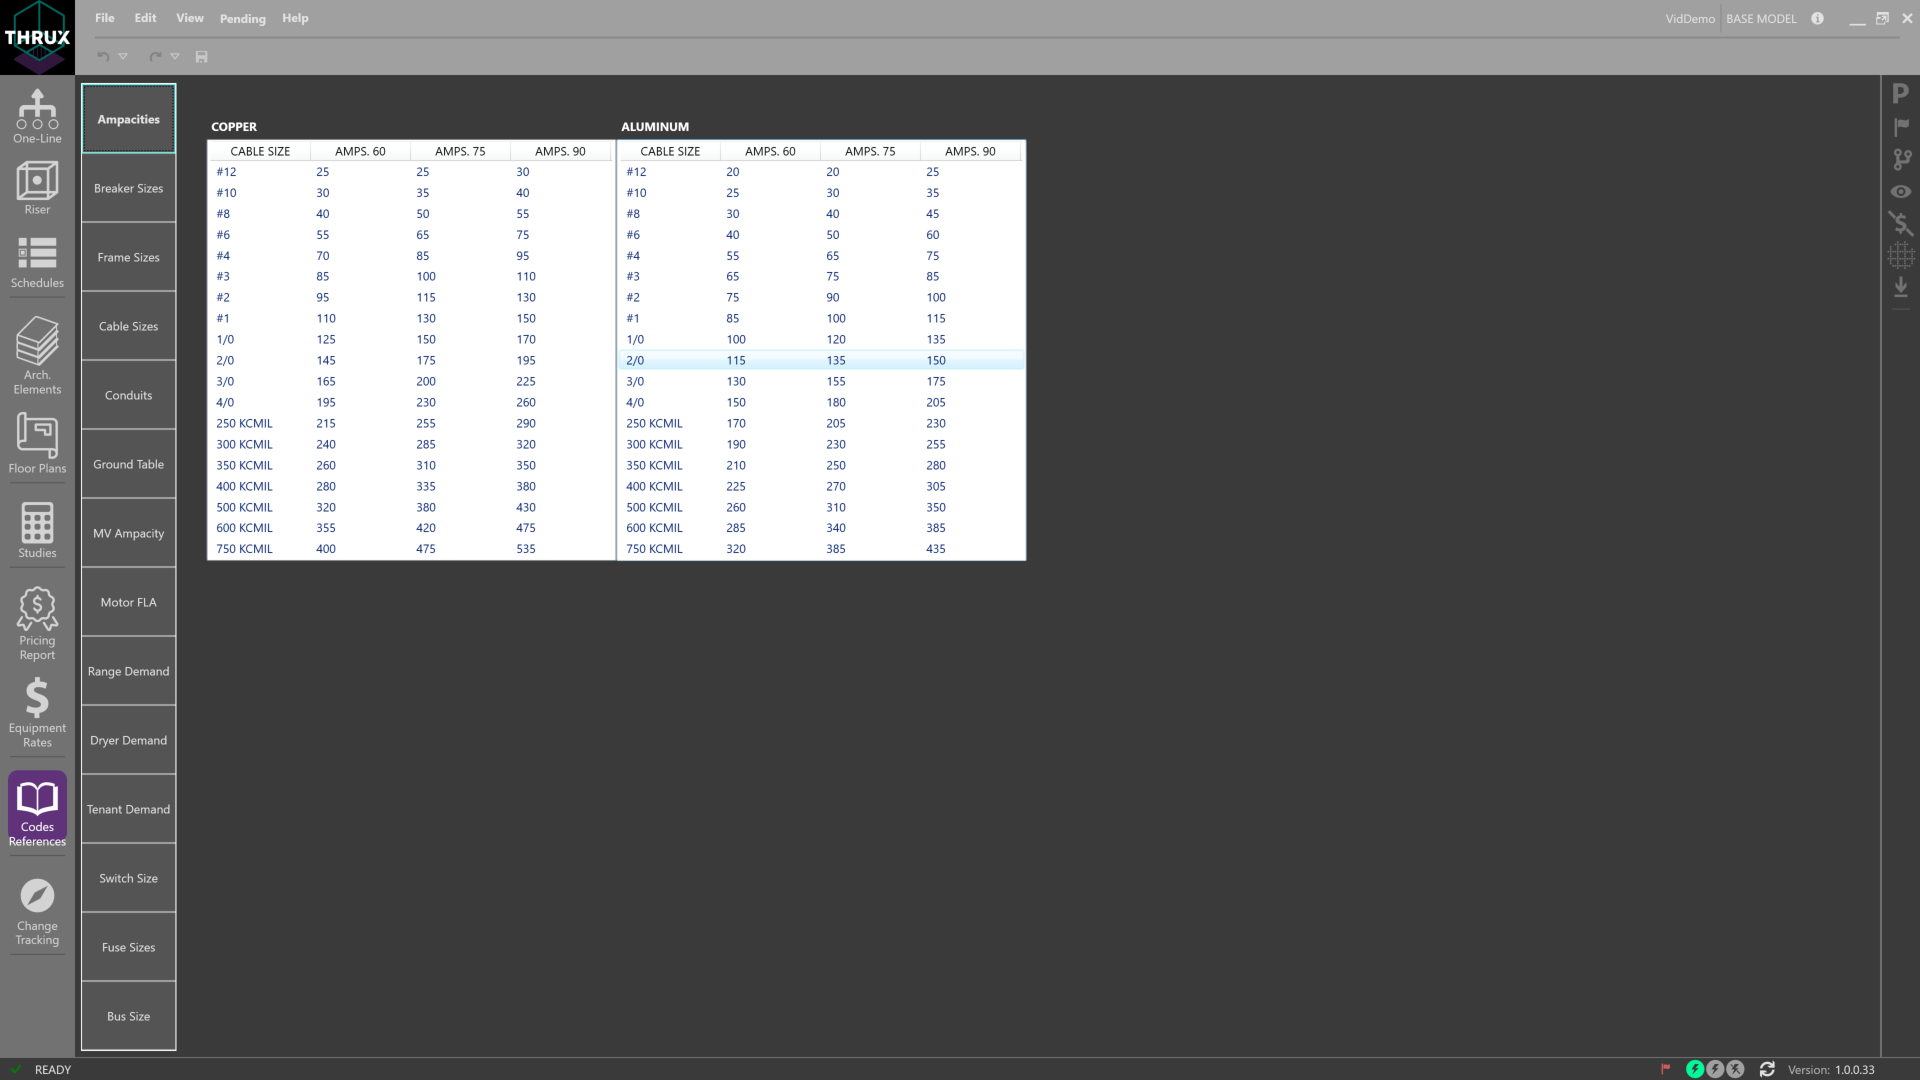 THRUX
File Edit View Pending Help
VidDemo BASE MODEL
One-Line
Riser
Schedules
Arch.
Elements
Floor Plans
Studies
Pricing
Report
Equipment
Rates
Codes
References
Change
Tracking
Ampacities
Breaker Sizes
Frame Sizes
Cable Sizes
Conduits
Ground Table
MV Ampacity
Motor FLA
Range Demand
Dryer Demand
Tenant Demand
Switch Size
Fuse Sizes
Bus Size
COPPER
CABLE SIZE AMPS. 60 AMPS. 75 AMPS. 90
#12 25 25 30
#10 30 35 40
#8 40 50 55
#6 55 65 75
#4 70 85 95
#3 85 100 110
#2 95 115 130
#1 110 130 150
1/0 125 150 170
2/0 145 175 195
3/0 165 200 225
4/0 195 230 260
250 KCMIL 215 255 290
300 KCMIL 240 285 320
350 KCMIL 260 310 350
400 KCMIL 280 335 380
500 KCMIL 320 380 430
600 KCMIL 355 420 475
750 KCMIL 400 475 535
ALUMINUM
CABLE SIZE AMPS. 60 AMPS. 75 AMPS. 90
#12 20 20 25
#10 25 30 35
#8 30 40 45
#6 40 50 60
#4 55 65 75
#3 65 75 85
#2 75 90 100
#1 85 100 115
1/0 100 120 135
2/0 115 135 150
3/0 130 155 175
4/0 150 180 205
250 KCMIL 170 205 230
300 KCMIL 190 230 255
350 KCMIL 210 250 280
400 KCMIL 225 270 305
500 KCMIL 260 310 350
600 KCMIL 285 340 385
750 KCMIL 320 385 435
P
READY
Version: 1.0.0.33